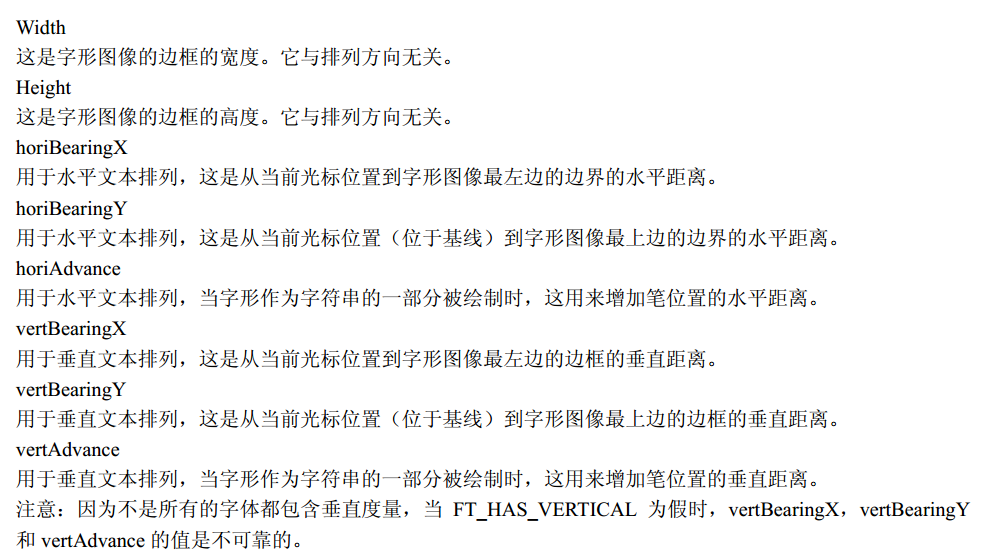 Width
这是字形图像的边框的宽度。它与排列方向无关。
Height
这是字形图像的边框的高度。它与排列方向无关。
horiBearingX
用于水平文本排列，这是从当前光标位置到字形图像最左边的边界的水平距离。
horiBearingY
用于水平文本排列，这是从当前光标位置（位于基线）到字形图像最上边的边界的水平距离。
horiAdvance
用于水平文本排列，当字形作为字符串的一部分被绘制时，这用来增加笔位置的水平距离。
vertBearingX
用于垂直文本排列，这是从当前光标位置到字形图像最左边的边框的垂直距离。
vertBearingY
用于垂直文本排列，这是从当前光标位置（位于基线）到字形图像最上边的边框的垂直距离。
vertAdvance
用于垂直文本排列，当字形作为字符串的一部分被绘制时，这用来增加笔位置的垂直距离。
注意：因为不是所有的字体都包含垂直度量，当 FT_HAS_VERTICAL 为假时，vertBearingX，vertBearingY
和 vertAdvance 的值是不可靠的。